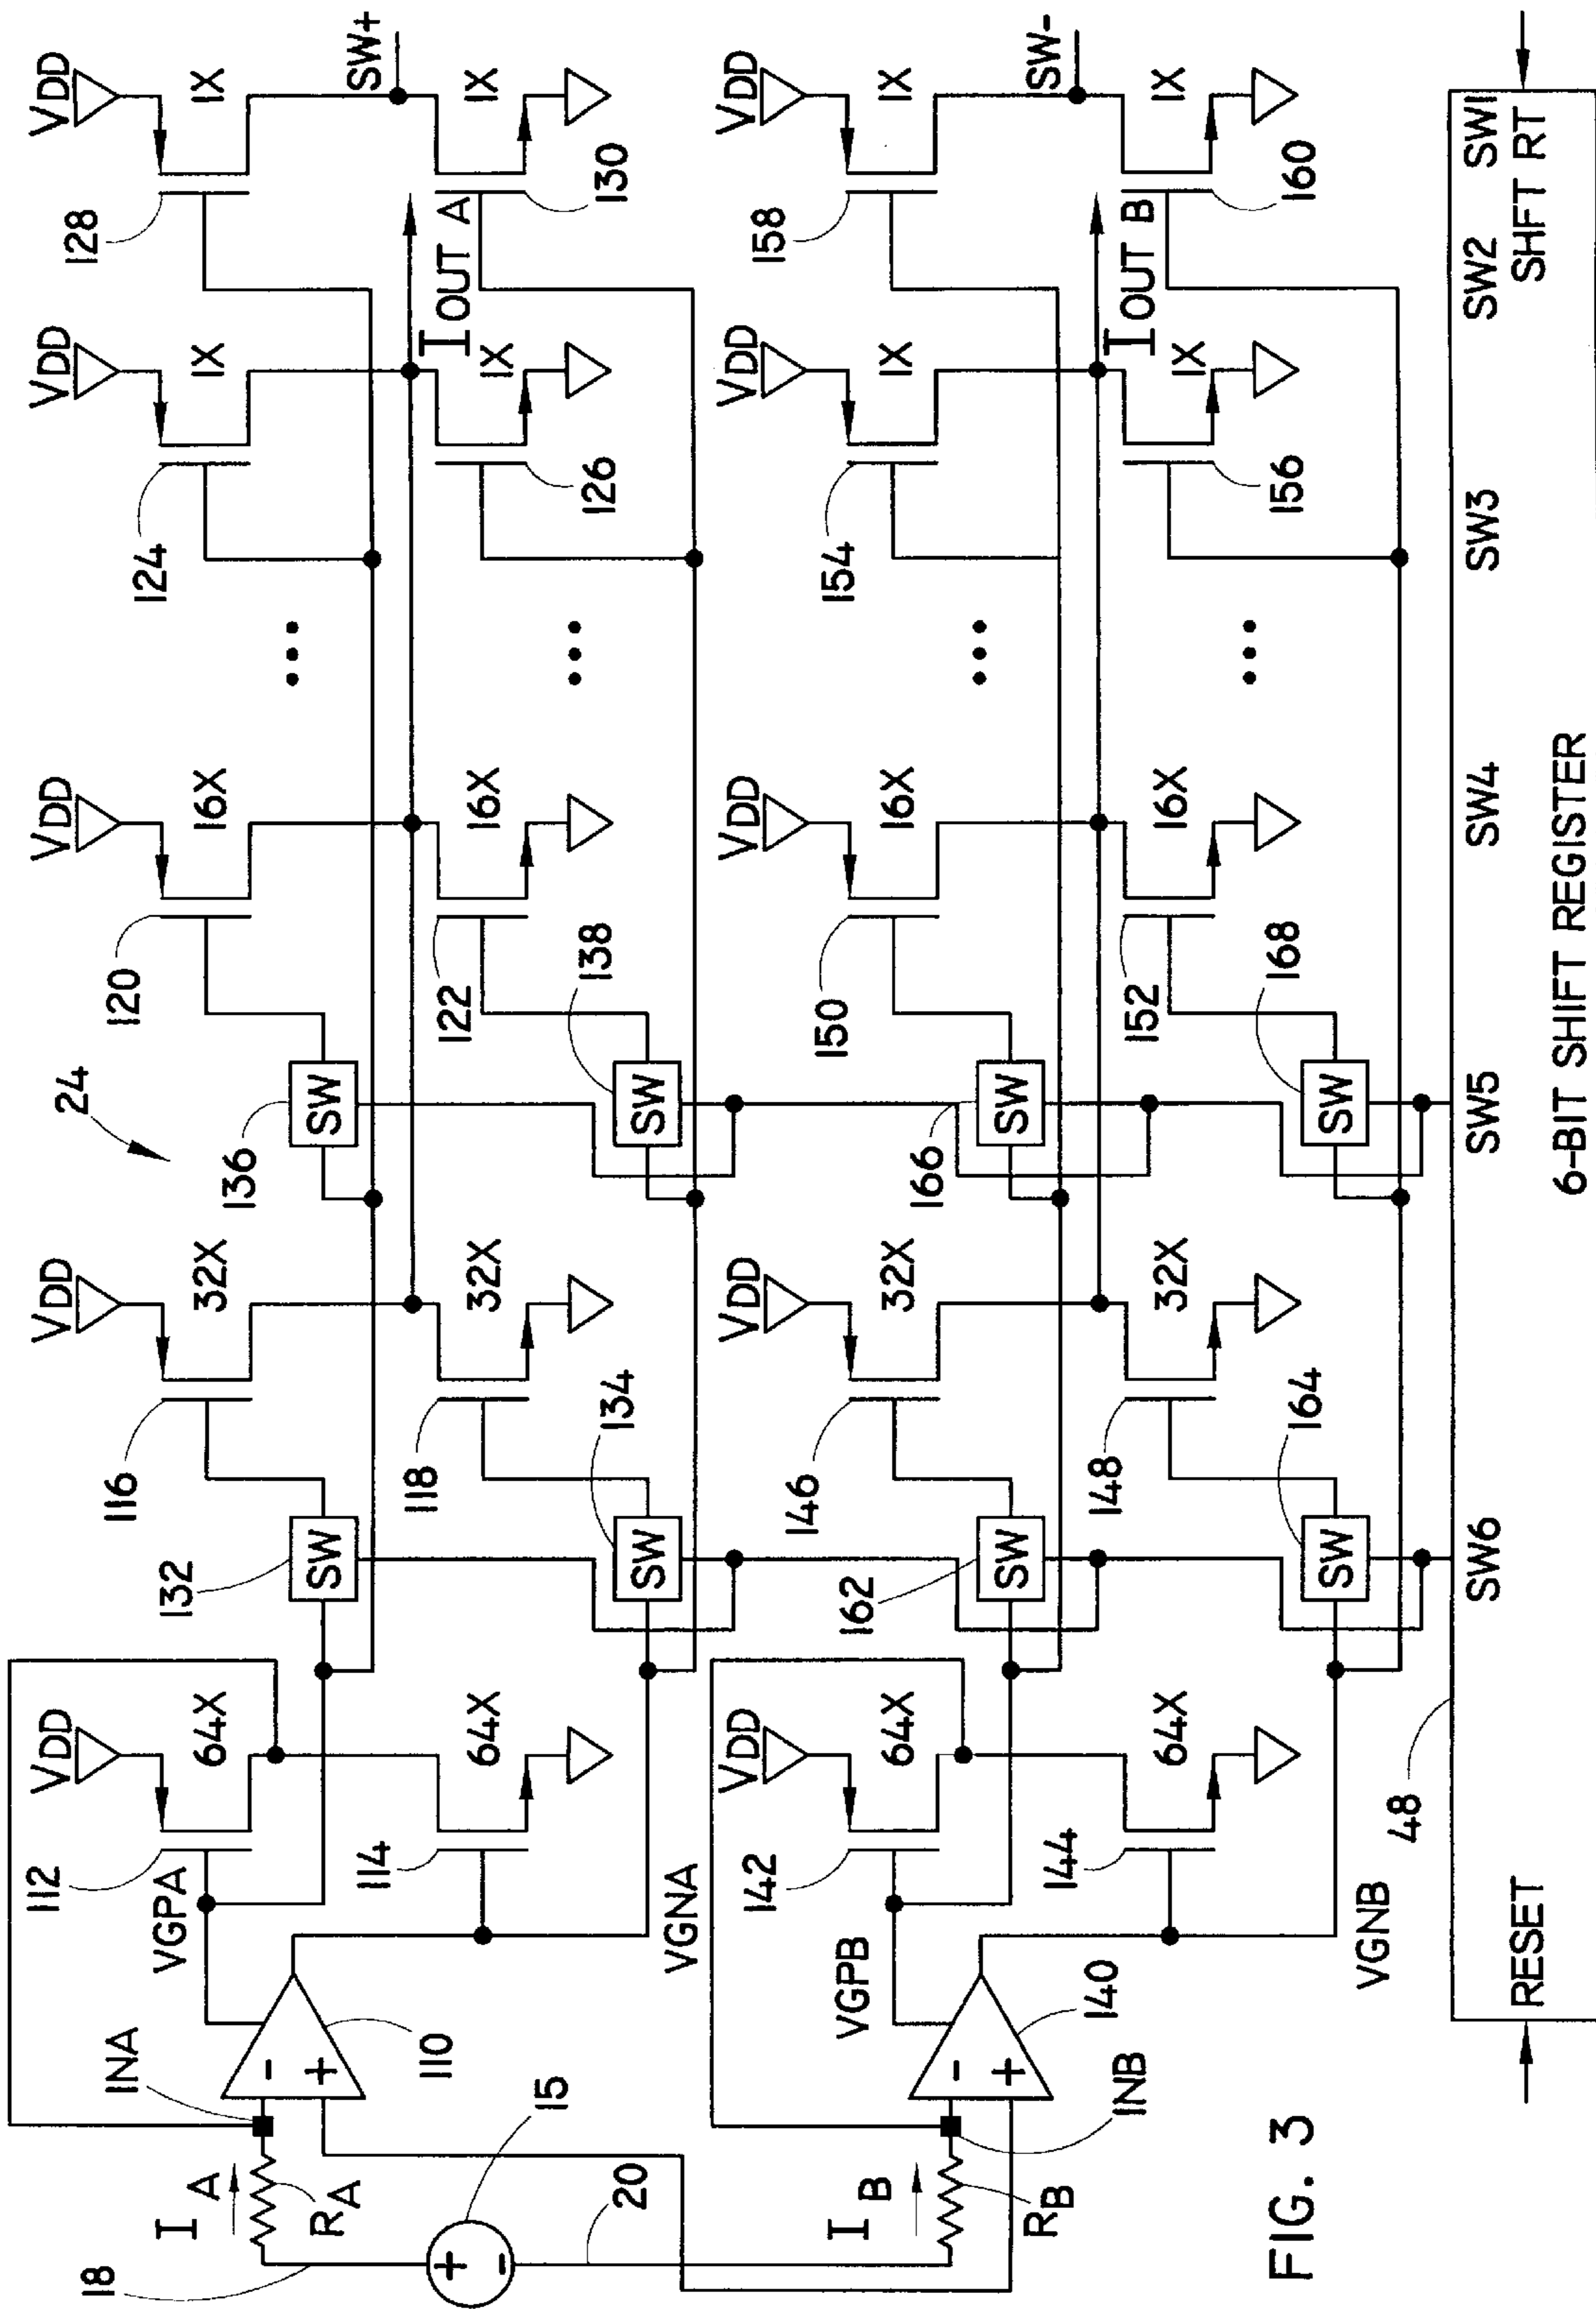 VDD VDD VDD VDD VDD
112 64X 116 32X 120 16X 124 1X 128 1X
24
VGPA
INA
132 SW 136 SW
SW+
I A
RA
- +
110
114 64X 118 32X 122 16X 126 1X 130 1X
I OUT A
134 SW 138 SW
VGNA
18
15
+ -
20
VDD VDD VDD VDD VDD
142 64X 146 32X 150 16X 154 1X 158 1X
VGPB
162 SW 166 SW
SW-
I B
RB
- +
140
INB
144 64X 148 32X 152 16X 156 1X 160 1X
I OUT B
164 SW 168 SW
VGNB
48
SW6 SW5 SW4 SW3 SW2 SW1
RESET
SHFT RT
6-BIT SHIFT REGISTER
FIG. 3